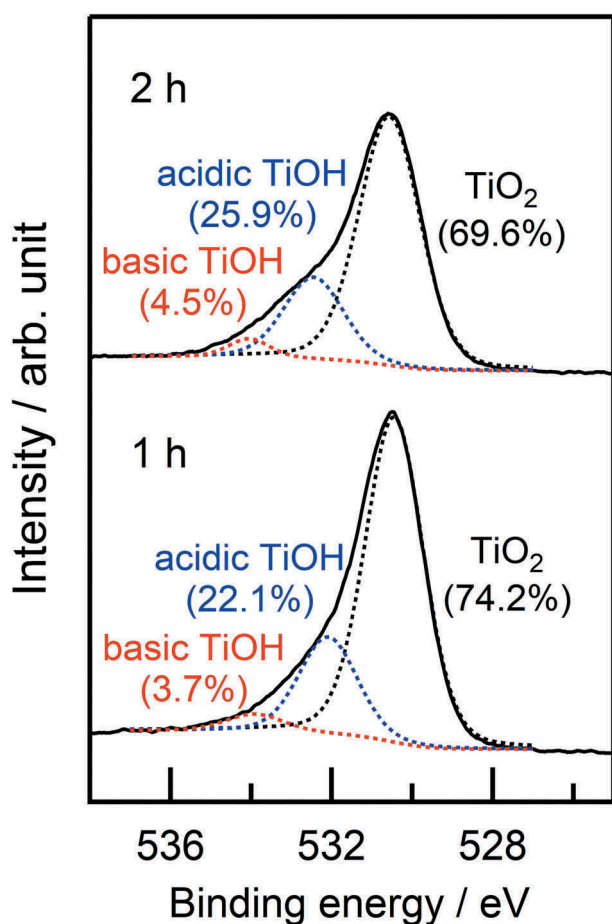 2 h
acidic TiOH
(25.9%)
TiO₂
(69.6%)
basic TiOH
(4.5%)
1 h
acidic TiOH
(22.1%)
TiO₂
(74.2%)
basic TiOH
(3.7%)
Intensity / arb. unit
536 532 528
Binding energy / eV